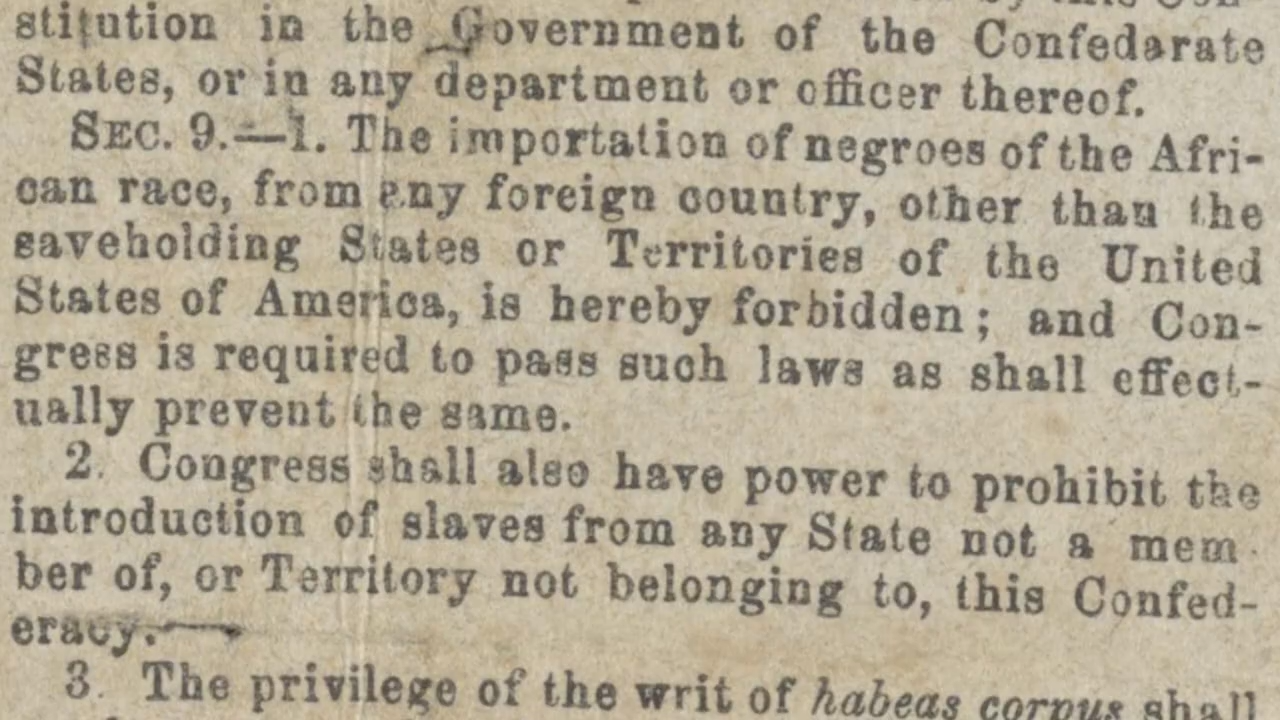 stitution in the Government of the Confedarate
States, or in any department or officer thereof.
SEC. 9.—1. The importation of negroes of the Afri-
can race, from any foreign country, other than the
saveholding States or Territories of the United
States of America, is hereby forbidden; and Con-
gress is required to pass such laws as shall effect-
ually prevent the same.
2. Congress shall also have power to prohibit the
introduction of slaves from any State not a mem
ber of, or Territory not belonging to, this Confed-
eracy.
3. The privilege of the writ of habeas corpus shall